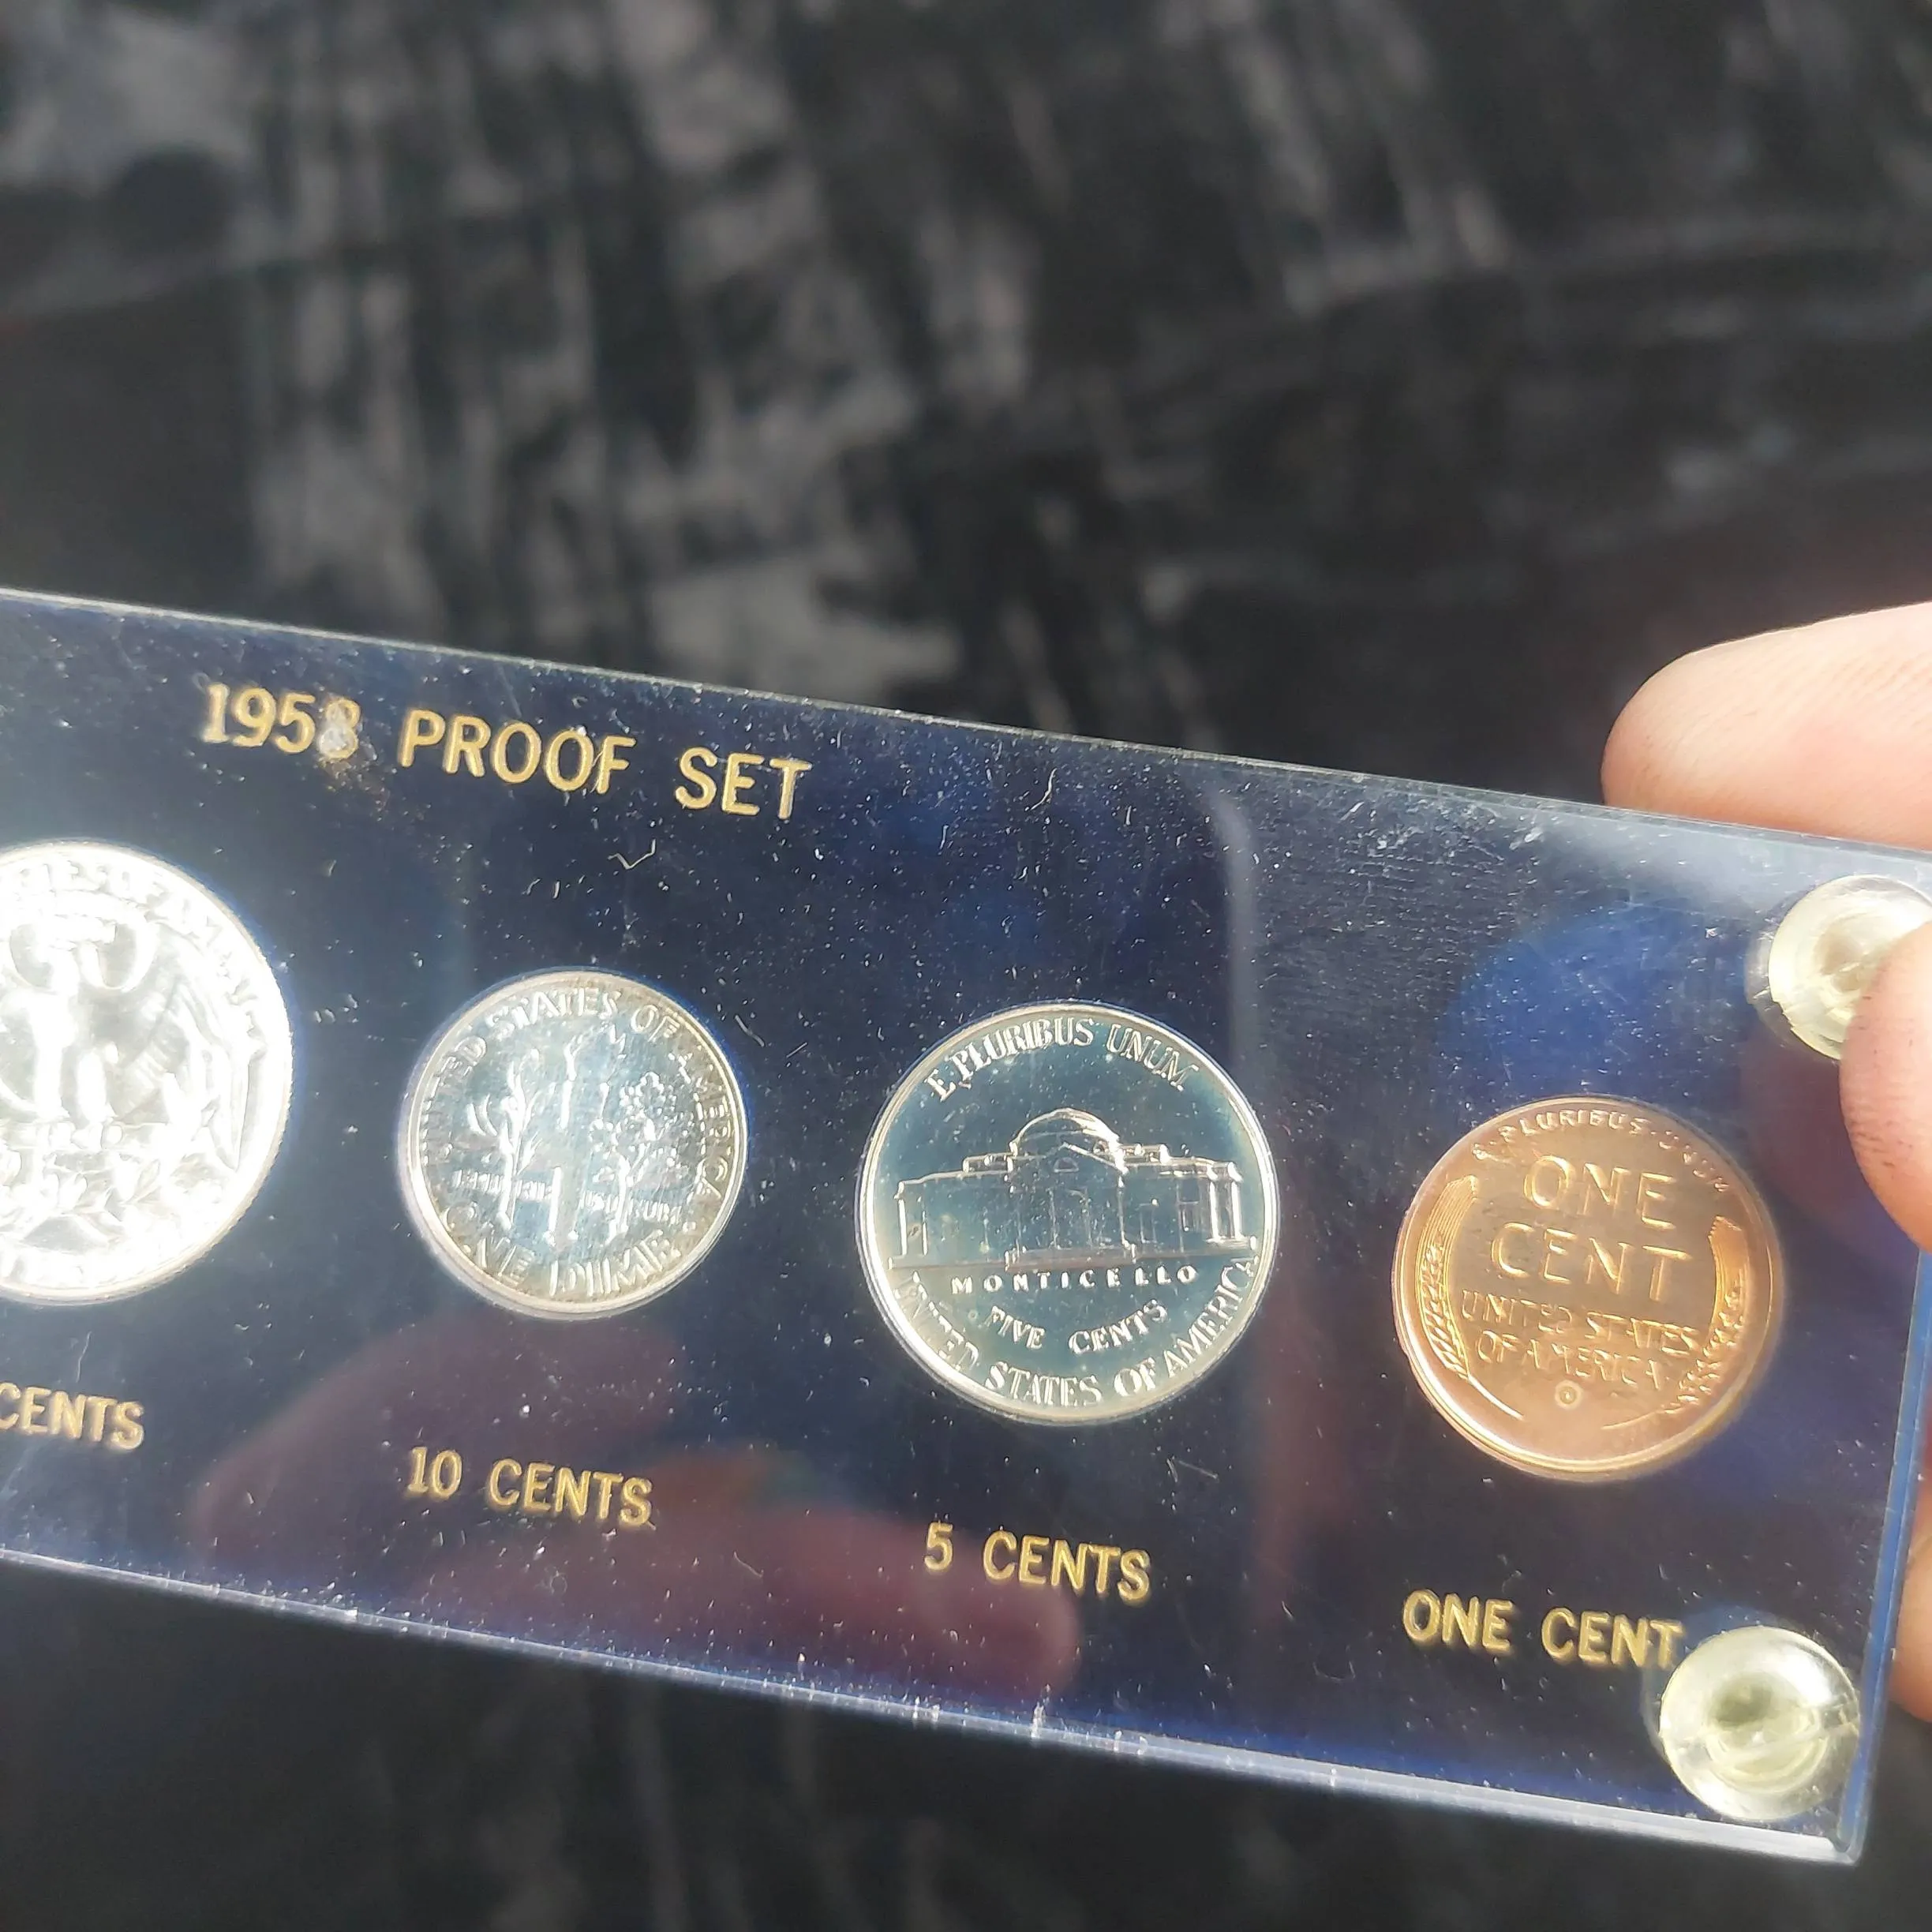 1958 PROOF SET
UNITED STATES OF AMERICA
ONE DIME
E PLURIBUS UNUM
MONTICELLO
FIVE CENTS
UNITED STATES OF AMERICA
E PLURIBUS UNUM
ONE
CENT
UNITED STATES
OF AMERICA
CENTS
10 CENTS
5 CENTS
ONE CENT